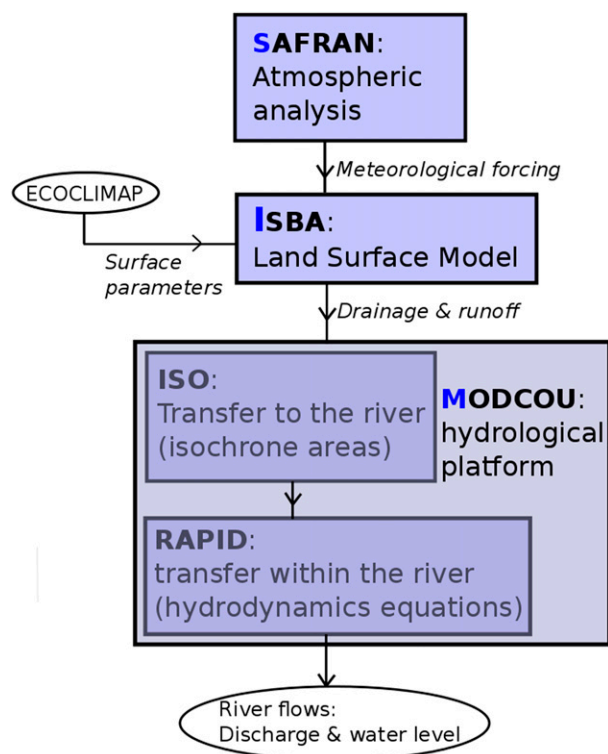 SAFRAN:
Atmospheric
analysis
Meteorological forcing
ECOCLIMAP
ISBA:
Land Surface Model
Surface
parameters
Drainage & runoff
ISO:
Transfer to the river
(isochrone areas)
MODCOU:
hydrological
platform
RAPID:
transfer within the river
(hydrodynamics equations)
River flows:
Discharge & water level